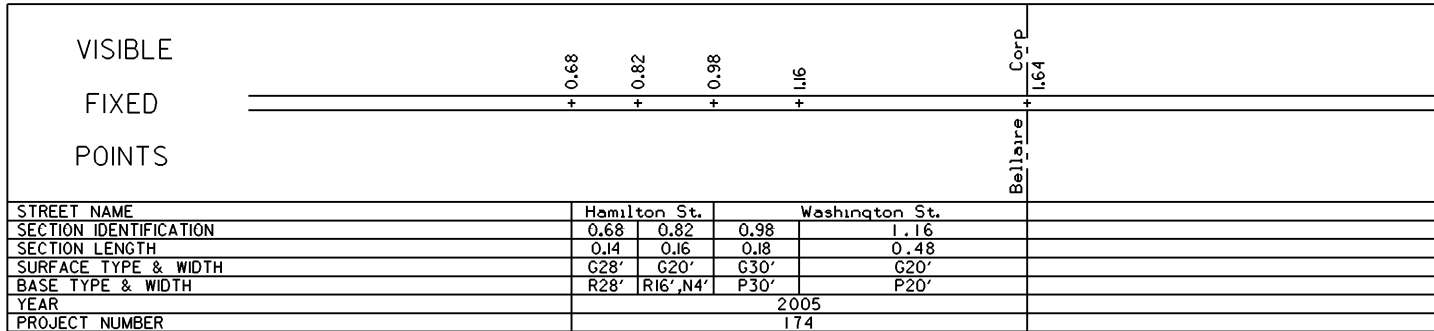 VISIBLE
FIXED
POINTS
0.68
0.82
0.98
1.16
Corp
1.64
Bellaire
STREET NAME Hamilton St. Washington St.
SECTION IDENTIFICATION 0.68 0.82 0.98 1.16
SECTION LENGTH 0.14 0.16 0.18 0.48
SURFACE TYPE & WIDTH G28' G20' G30' G20'
BASE TYPE & WIDTH R28' R16',N4' P30' P20'
YEAR 2005
PROJECT NUMBER 174